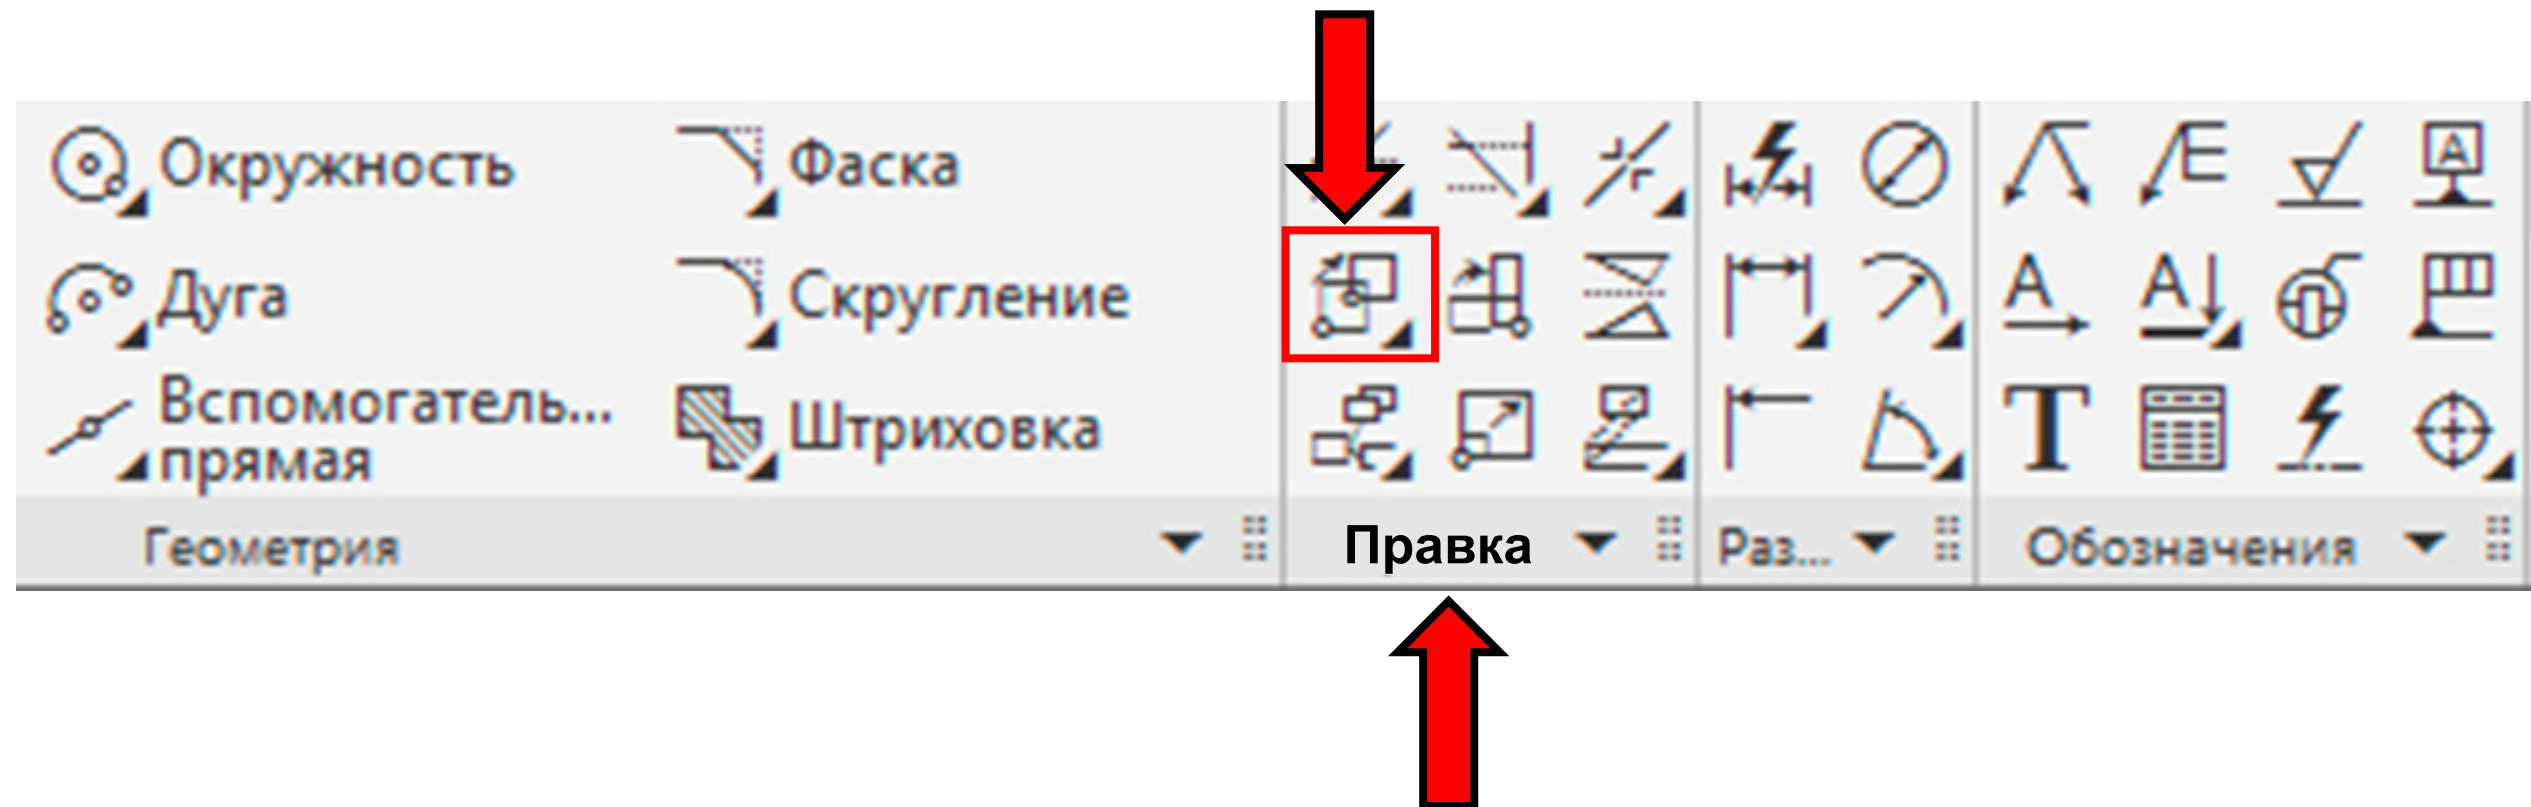 Окружность
Фаска
Дуга
Скругление
Вспомогатель...
прямая
Штриховка
A
A
A
T
Геометрия
Правка
Раз...
Обозначения